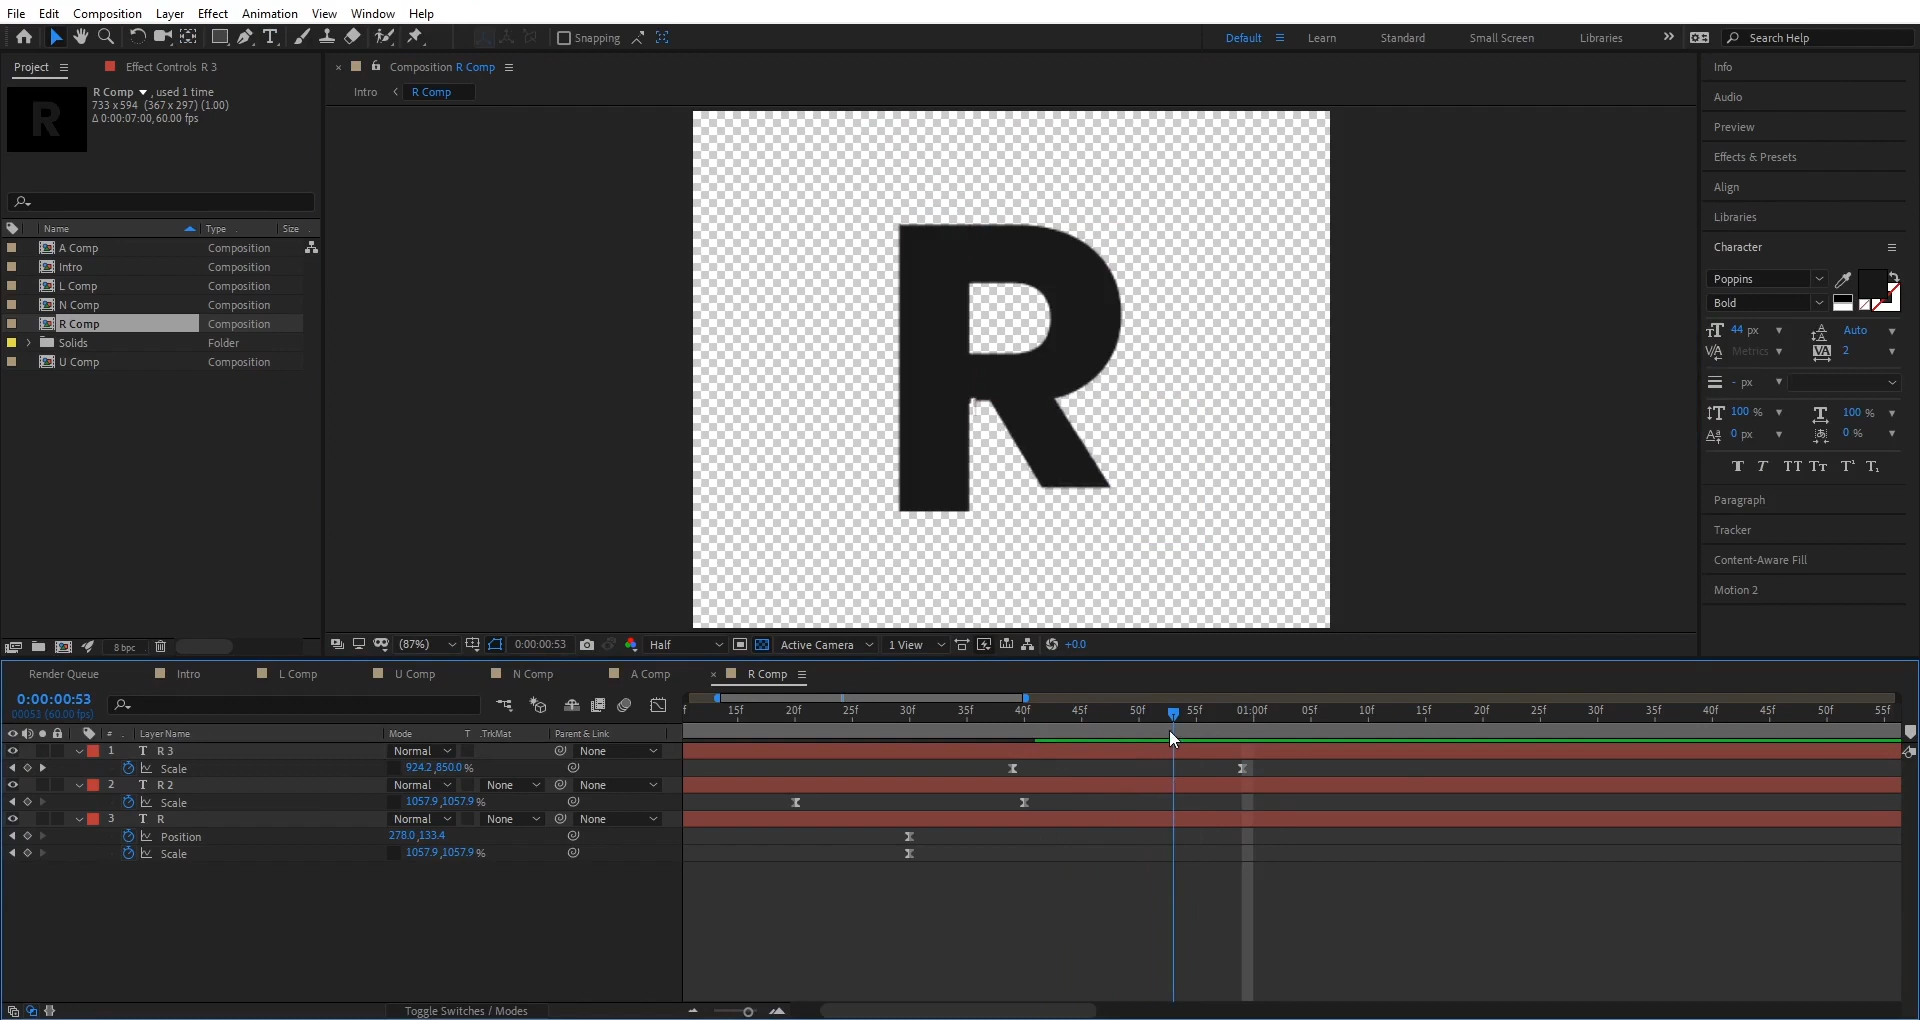 File Edit Composition Layer Effect Animation View Window Help
Snapping Default Learn Standard Small Screen Libraries Search Help
Project Effect Controls R 3
R Comp , used 1 time
733 x 594 (367 x 297) (1.00)
Δ 0:00:07:00, 60.00 fps
R
Name Type Size
A Comp Composition
Intro Composition
L Comp Composition
N Comp Composition
R Comp Composition
Solids Folder
U Comp Composition
8 bpc
Composition R Comp
Intro R Comp
R
(87%) 0:00:00:53 Half Active Camera 1 View +0.0
Info
Audio
Preview
Effects & Presets
Align
Libraries
Character
Poppins
Bold
44 px Auto
Metrics 2
- px
100 % 100 %
0 px 0 %
T T TT Tт T¹ T₁
Paragraph
Tracker
Content-Aware Fill
Motion 2
Render Queue Intro L Comp U Comp N Comp A Comp R Comp
0:00:00:53
00053 (60.00 fps)
f 15f 20f 25f 30f 35f 40f 45f 50f 55f 01:00f 05f 10f 15f 20f 25f 30f 35f 40f 45f 50f 55f
# Layer Name Mode T .TrkMat Parent & Link
1 T R 3 Normal None
Scale 924.2,850.0 %
2 T R 2 Normal None None
Scale 1057.9,1057.9 %
3 T R Normal None None
Position 278.0,133.4
Scale 1057.9,1057.9 %
Toggle Switches / Modes